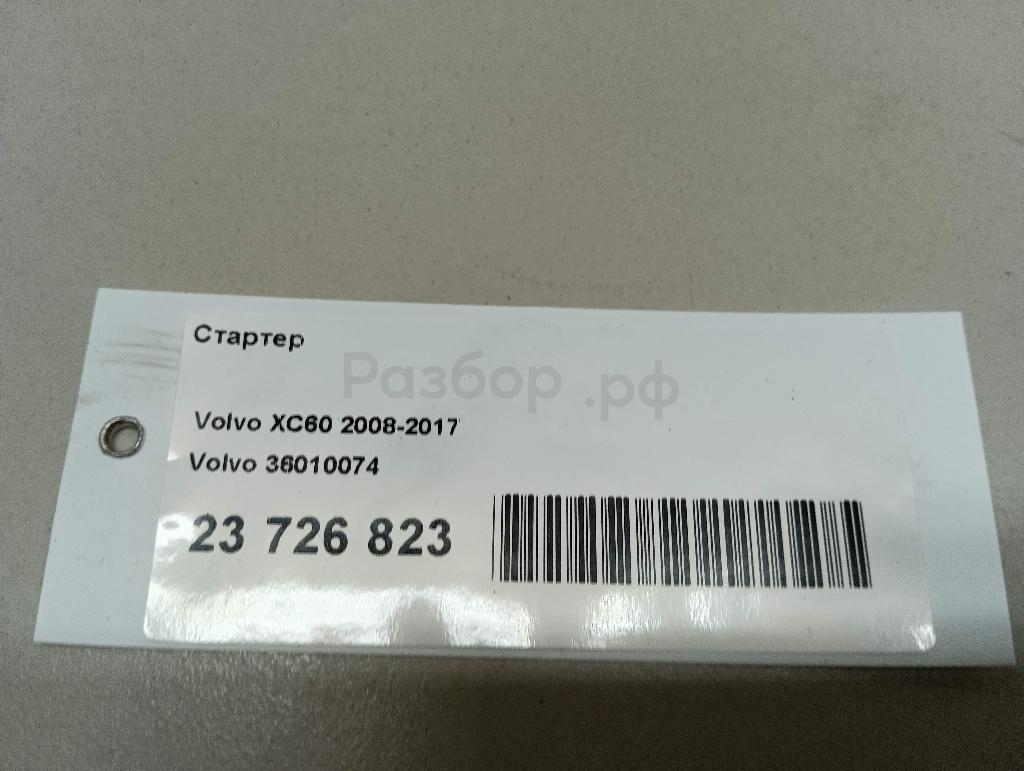 Стартер
Разбор.рф
Volvo XC60 2008-2017
Volvo 36010074
23 726 823